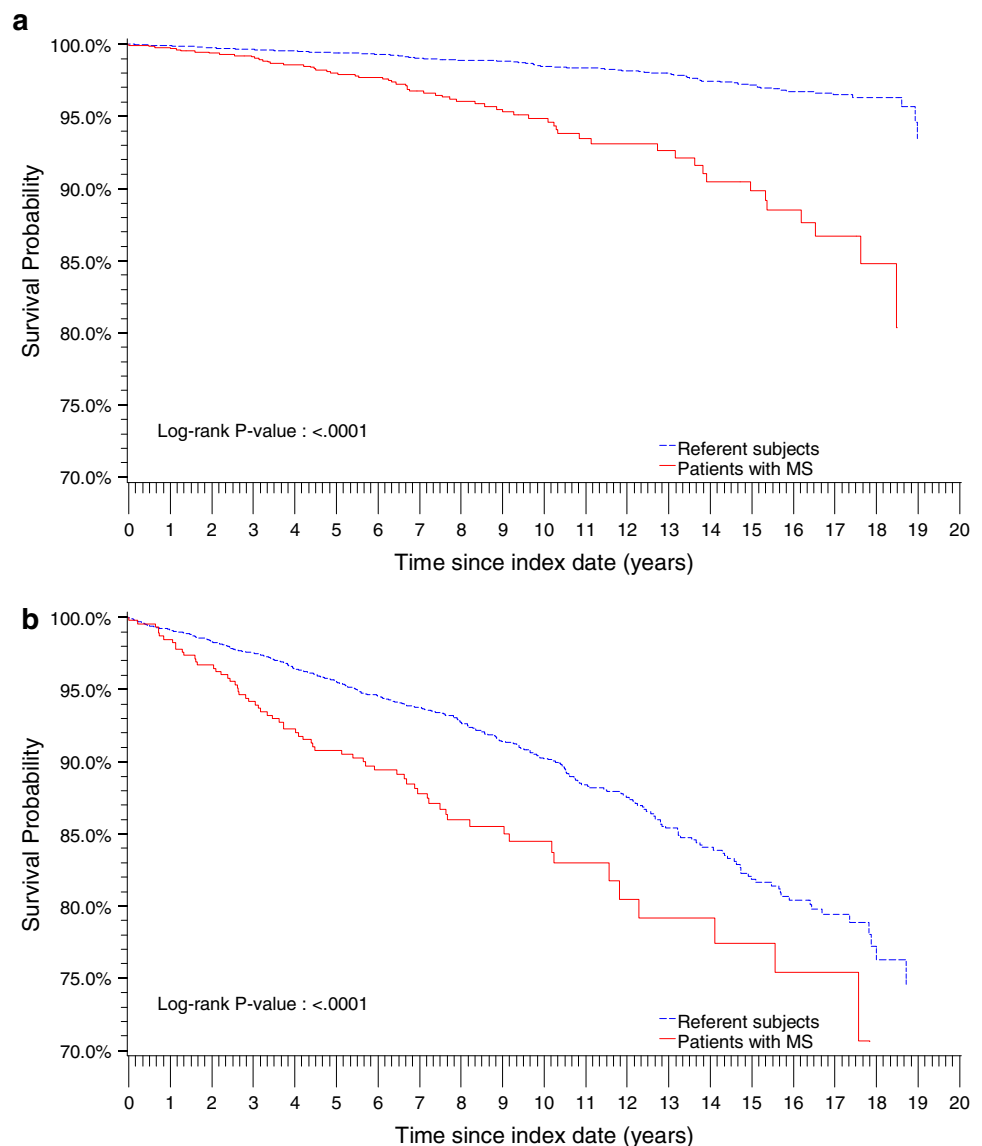 a
100.0%
95.0%
90.0%
85.0%
80.0%
75.0%
70.0%
Survival Probability
Log-rank P-value : <.0001
Referent subjects
Patients with MS
0 1 2 3 4 5 6 7 8 9 10 11 12 13 14 15 16 17 18 19 20
Time since index date (years)
b
100.0%
95.0%
90.0%
85.0%
80.0%
75.0%
70.0%
Survival Probability
Log-rank P-value : <.0001
Referent subjects
Patients with MS
0 1 2 3 4 5 6 7 8 9 10 11 12 13 14 15 16 17 18 19 20
Time since index date (years)